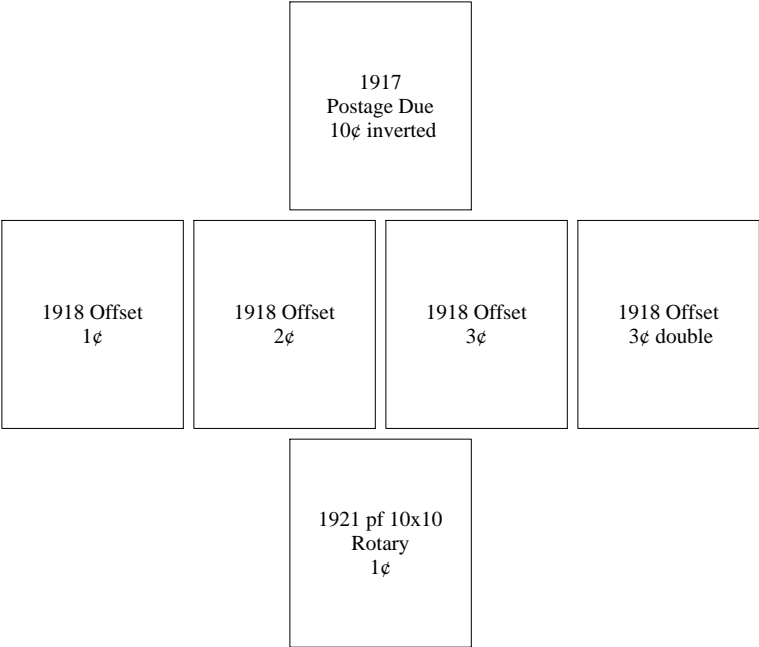 1917
Postage Due
10¢ inverted
1918 Offset
1¢
1918 Offset
2¢
1918 Offset
3¢
1918 Offset
3¢ double
1921 pf 10x10
Rotary
1¢